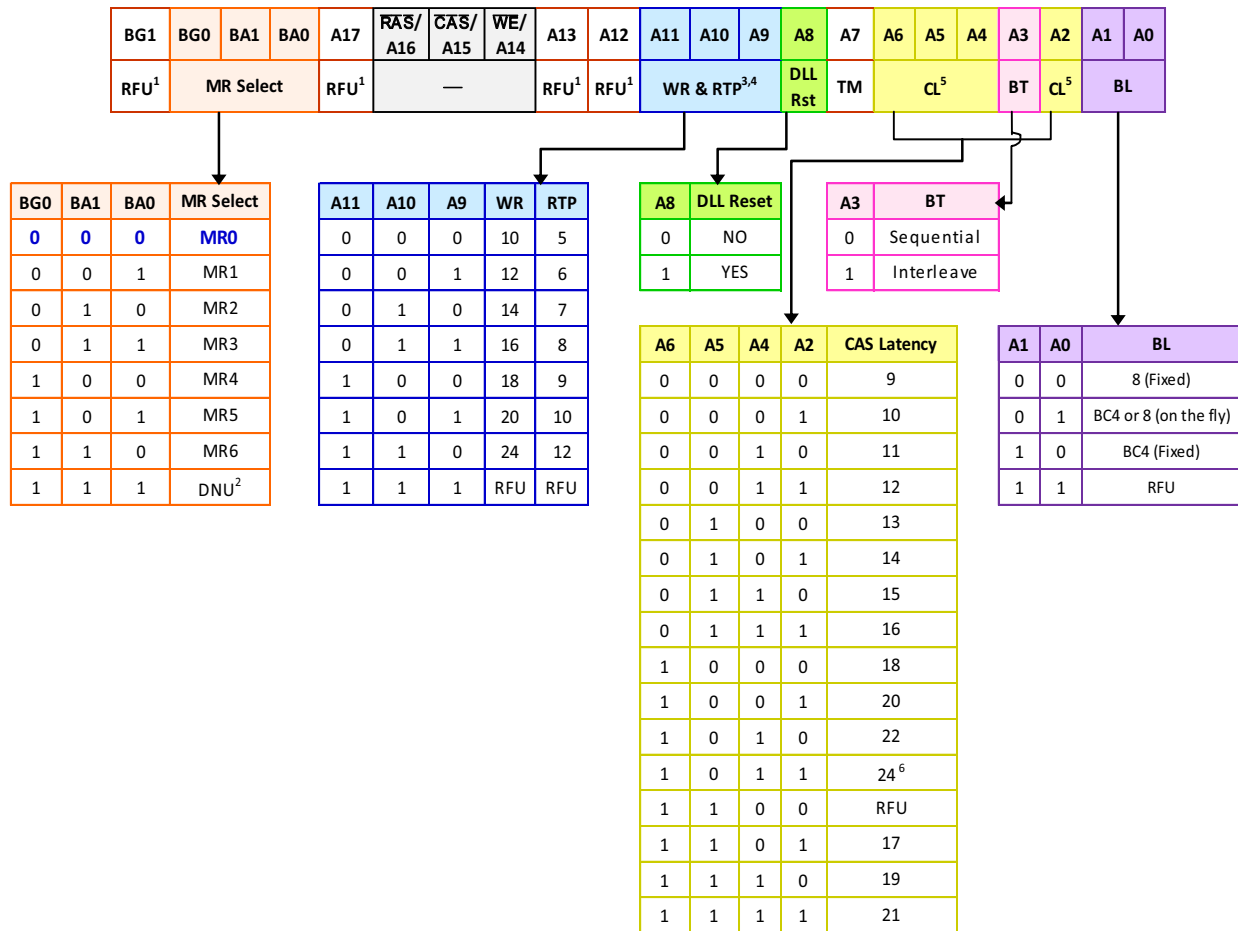 BG1 BG0 BA1 BA0 A17 RAS/ A16 CAS/ A15 WE/ A14 A13 A12 A11 A10 A9 A8 A7 A6 A5 A4 A3 A2 A1 A0
RFU1 MR Select RFU1 — RFU1 RFU1 WR & RTP3,4 DLL Rst TM CL5 BT CL5 BL
BG0 BA1 BA0 MR Select
0 0 0 MR0
0 0 1 MR1
0 1 0 MR2
0 1 1 MR3
1 0 0 MR4
1 0 1 MR5
1 1 0 MR6
1 1 1 DNU2
A11 A10 A9 WR RTP
0 0 0 10 5
0 0 1 12 6
0 1 0 14 7
0 1 1 16 8
1 0 0 18 9
1 0 1 20 10
1 1 0 24 12
1 1 1 RFU RFU
A8 DLL Reset
0 NO
1 YES
A3 BT
0 Sequential
1 Interleave
A6 A5 A4 A2 CAS Latency
0 0 0 0 9
0 0 0 1 10
0 0 1 0 11
0 0 1 1 12
0 1 0 0 13
0 1 0 1 14
0 1 1 0 15
0 1 1 1 16
1 0 0 0 18
1 0 0 1 20
1 0 1 0 22
1 0 1 1 24 6
1 1 0 0 RFU
1 1 0 1 17
1 1 1 0 19
1 1 1 1 21
A1 A0 BL
0 0 8 (Fixed)
0 1 BC4 or 8 (on the fly)
1 0 BC4 (Fixed)
1 1 RFU